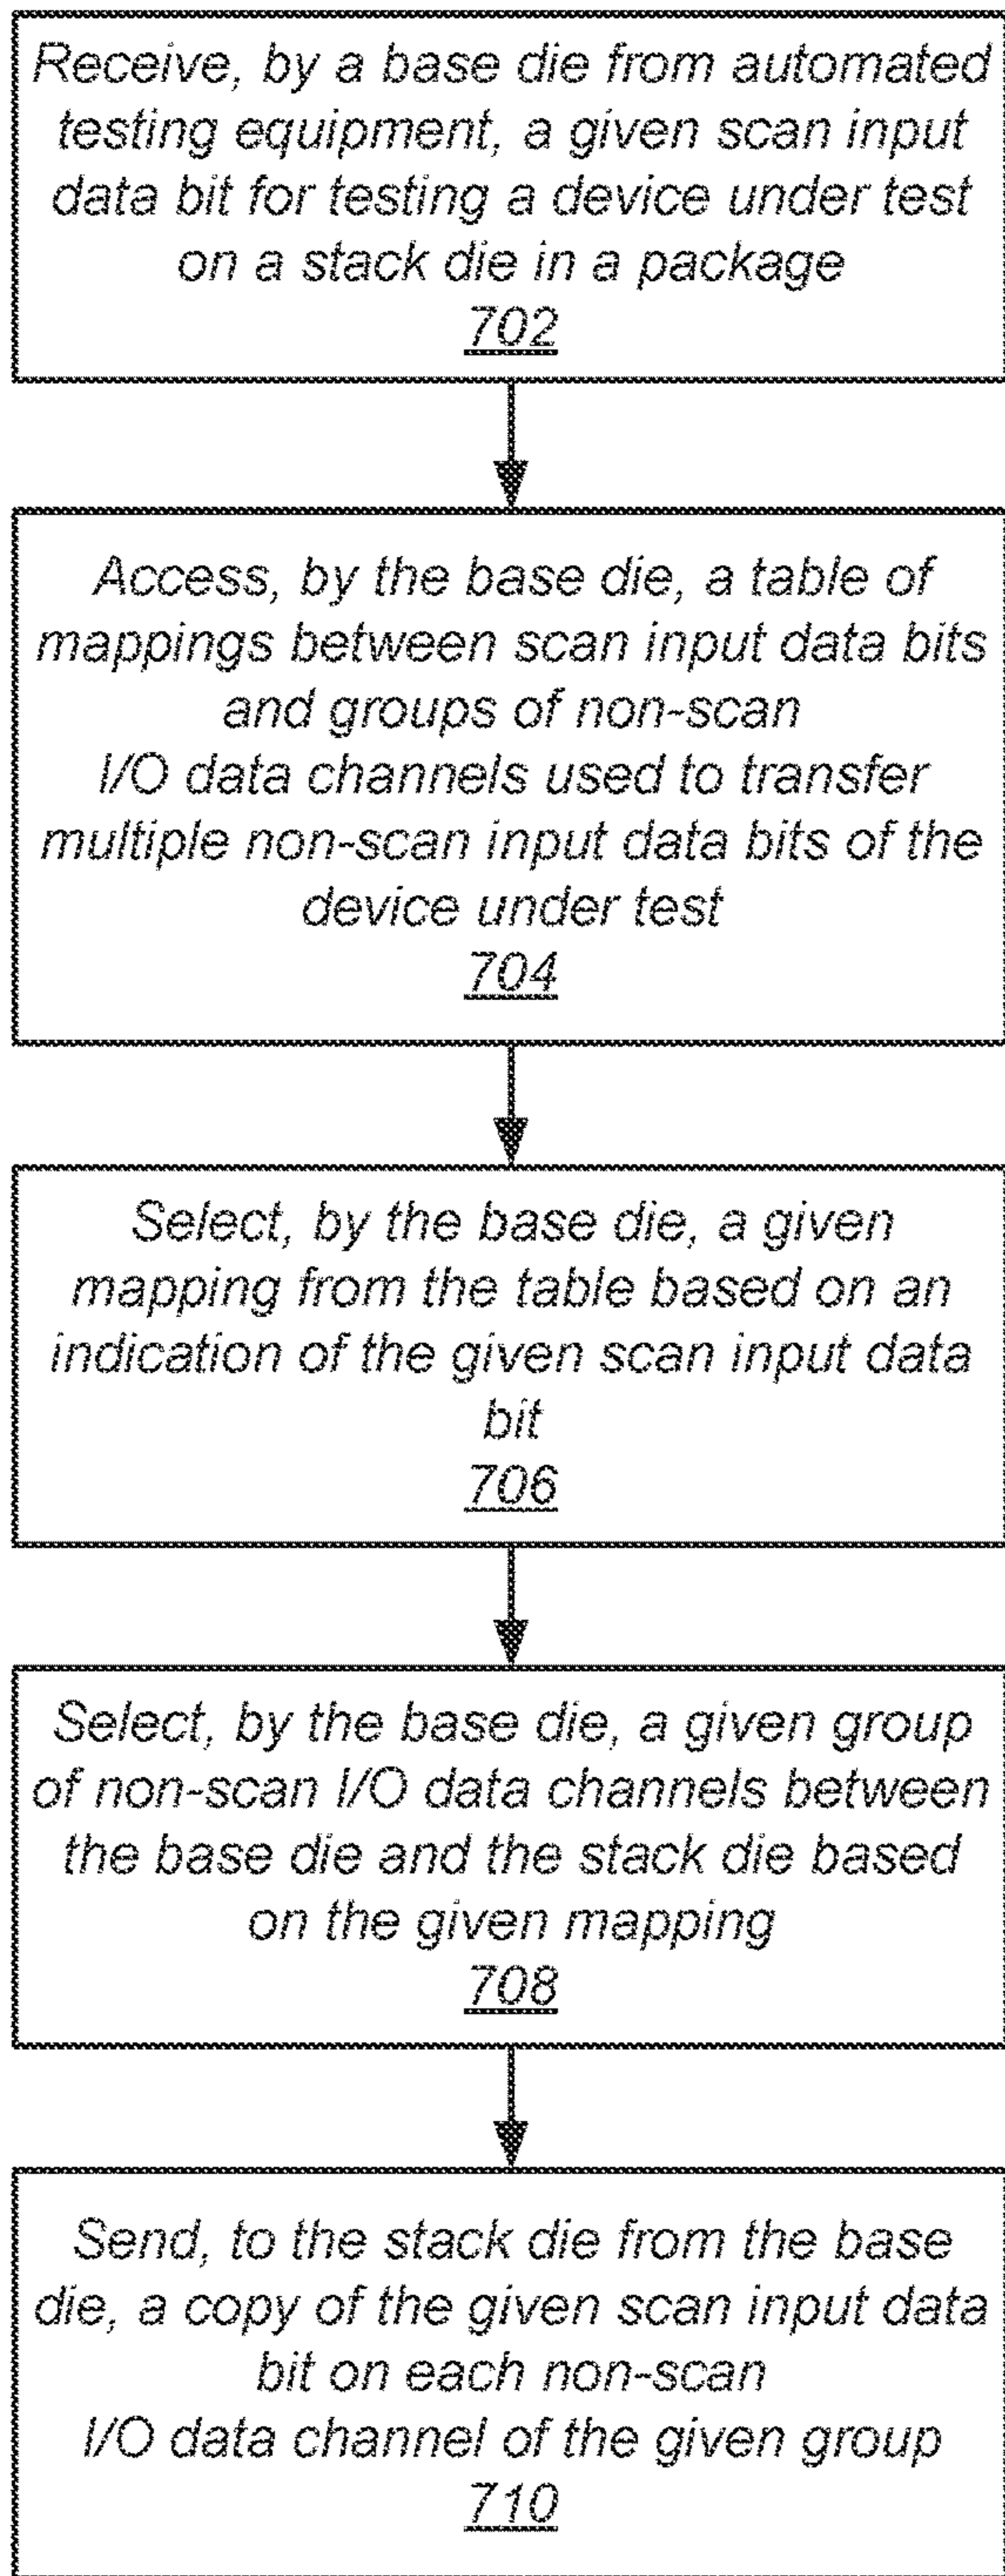 Receive, by a base die from automated
testing equipment, a given scan input
data bit for testing a device under test
on a stack die in a package
702
Access, by the base die, a table of
mappings between scan input data bits
and groups of non-scan
I/O data channels used to transfer
multiple non-scan input data bits of the
device under test
704
Select, by the base die, a given
mapping from the table based on an
indication of the given scan input data
bit
706
Select, by the base die, a given group
of non-scan I/O data channels between
the base die and the stack die based
on the given mapping
708
Send, to the stack die from the base
die, a copy of the given scan input data
bit on each non-scan
I/O data channel of the given group
710